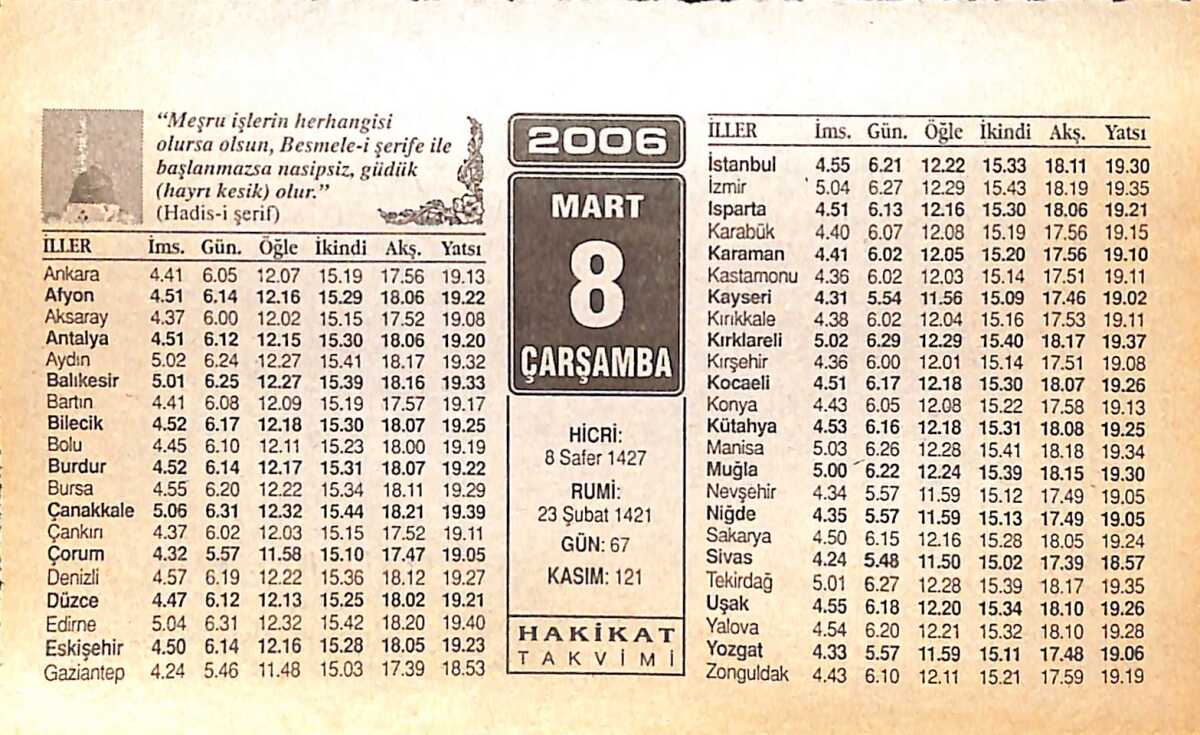 "Meşru işlerin herhangisi
olursa olsun, Besmele-i şerife ile
başlanmazsa nasipsiz, güdük
(hayrı kesik) olur."
(Hadis-i şerif)
İLLER İms. Gün. Öğle İkindi Akş. Yatsı
Ankara 4.41 6.05 12.07 15.19 17.56 19.13
Afyon 4.51 6.14 12.16 15.29 18.06 19.22
Aksaray 4.37 6.00 12.02 15.15 17.52 19.08
Antalya 4.51 6.12 12.15 15.30 18.06 19.20
Aydın 5.02 6.24 12.27 15.41 18.17 19.32
Balıkesir 5.01 6.25 12.27 15.39 18.16 19.33
Bartın 4.41 6.08 12.09 15.19 17.57 19.17
Bilecik 4.52 6.17 12.18 15.30 18.07 19.25
Bolu 4.45 6.10 12.11 15.23 18.00 19.19
Burdur 4.52 6.14 12.17 15.31 18.07 19.22
Bursa 4.55 6.20 12.22 15.34 18.11 19.29
Çanakkale 5.06 6.31 12.32 15.44 18.21 19.39
Çankırı 4.37 6.02 12.03 15.15 17.52 19.11
Çorum 4.32 5.57 11.58 15.10 17.47 19.05
Denizli 4.57 6.19 12.22 15.36 18.12 19.27
Düzce 4.47 6.12 12.13 15.25 18.02 19.21
Edirne 5.04 6.31 12.32 15.42 18.20 19.40
Eskişehir 4.50 6.14 12.16 15.28 18.05 19.23
Gaziantep 4.24 5.46 11.48 15.03 17.39 18.53
2006
MART
8
ÇARŞAMBA
HİCRİ:
8 Safer 1427
RUMİ:
23 Şubat 1421
GÜN: 67
KASIM: 121
HAKİKAT
TAKVİMİ
İLLER İms. Gün. Öğle İkindi Akş. Yatsı
İstanbul 4.55 6.21 12.22 15.33 18.11 19.30
İzmir 5.04 6.27 12.29 15.43 18.19 19.35
Isparta 4.51 6.13 12.16 15.30 18.06 19.21
Karabük 4.40 6.07 12.08 15.19 17.56 19.15
Karaman 4.41 6.02 12.05 15.20 17.56 19.10
Kastamonu 4.36 6.02 12.03 15.14 17.51 19.11
Kayseri 4.31 5.54 11.56 15.09 17.46 19.02
Kırıkkale 4.38 6.02 12.04 15.16 17.53 19.11
Kırklareli 5.02 6.29 12.29 15.40 18.17 19.37
Kırşehir 4.36 6.00 12.01 15.14 17.51 19.08
Kocaeli 4.51 6.17 12.18 15.30 18.07 19.26
Konya 4.43 6.05 12.08 15.22 17.58 19.13
Kütahya 4.53 6.16 12.18 15.31 18.08 19.25
Manisa 5.03 6.26 12.28 15.41 18.18 19.34
Muğla 5.00 6.22 12.24 15.39 18.15 19.30
Nevşehir 4.34 5.57 11.59 15.12 17.49 19.05
Niğde 4.35 5.57 11.59 15.13 17.49 19.05
Sakarya 4.50 6.15 12.16 15.28 18.05 19.24
Sivas 4.24 5.48 11.50 15.02 17.39 18.57
Tekirdağ 5.01 6.27 12.28 15.39 18.17 19.35
Uşak 4.55 6.18 12.20 15.34 18.10 19.26
Yalova 4.54 6.20 12.21 15.32 18.10 19.28
Yozgat 4.33 5.57 11.59 15.11 17.48 19.06
Zonguldak 4.43 6.10 12.11 15.21 17.59 19.19